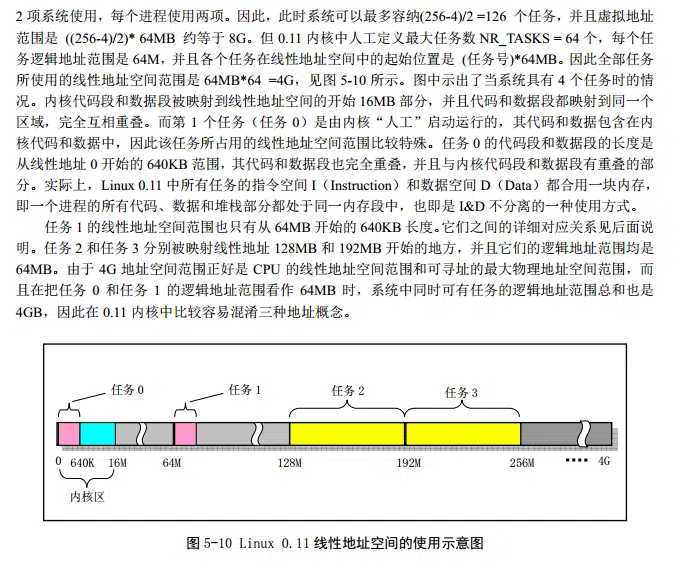 2 项系统使用，每个进程使用两项。因此，此时系统可以最多容纳(256-4)/2 =126 个任务，并且虚拟地址
范围是 ((256-4)/2)* 64MB 约等于 8G。但 0.11 内核中人工定义最大任务数 NR_TASKS = 64 个，每个任
务逻辑地址范围是 64M，并且各个任务在线性地址空间中的起始位置是 (任务号)*64MB。因此全部任务
所使用的线性地址空间范围是 64MB*64 =4G，见图 5-10 所示。图中示出了当系统具有 4 个任务时的情
况。内核代码段和数据段被映射到线性地址空间的开始 16MB 部分，并且代码和数据段都映射到同一个
区域，完全互相重叠。而第 1 个任务（任务 0）是由内核“人工”启动运行的，其代码和数据包含在内
核代码和数据中，因此该任务所占用的线性地址空间范围比较特殊。任务 0 的代码段和数据段的长度是
从线性地址 0 开始的 640KB 范围，其代码和数据段也完全重叠，并且与内核代码段和数据段有重叠的部
分。实际上，Linux 0.11 中所有任务的指令空间 I（Instruction）和数据空间 D（Data）都合用一块内存，
即一个进程的所有代码、数据和堆栈部分都处于同一内存段中，也即是 I&D 不分离的一种使用方式。
任务 1 的线性地址空间范围也只有从 64MB 开始的 640KB 长度。它们之间的详细对应关系见后面说
明。任务 2 和任务 3 分别被映射线性地址 128MB 和 192MB 开始的地方，并且它们的逻辑地址范围均是
64MB。由于 4G 地址空间范围正好是 CPU 的线性地址空间范围和可寻址的最大物理地址空间范围，而
且在把任务 0 和任务 1 的逻辑地址范围看作 64MB 时，系统中同时可有任务的逻辑地址范围总和也是
4GB，因此在 0.11 内核中比较容易混淆三种地址概念。
任务 0 任务 1 任务 2 任务 3
0 640K 16M 64M 128M 192M 256M 4G
内核区
图 5-10 Linux 0.11 线性地址空间的使用示意图